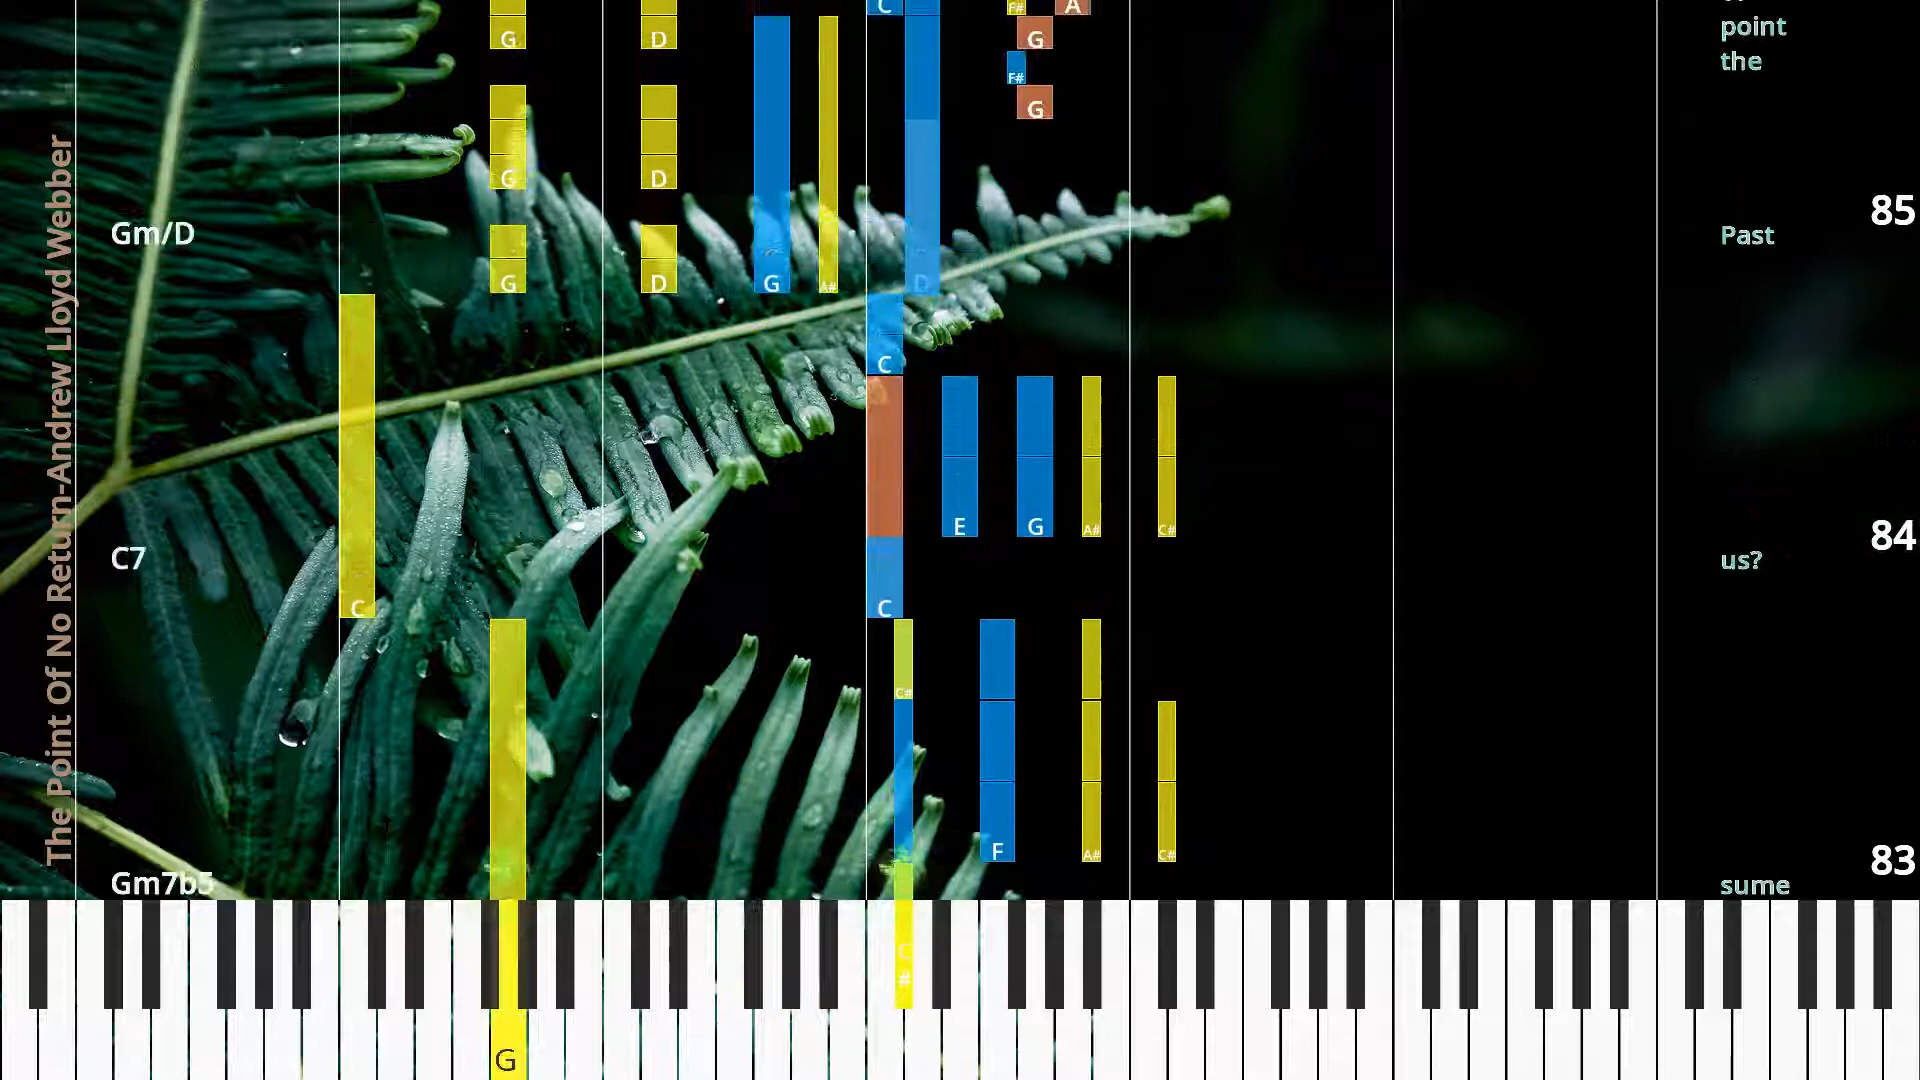 The Point Of No Return-Andrew Lloyd Webber
C
F#
A
G
D
G
point
F#
the
G
G
D
85
Gm/D
Past
G
D
G
A#
D
C
E
G
A#
C#
84
C7
us?
C
C
C#
F
A#
C#
83
Gm7b5
sume
C
#
G